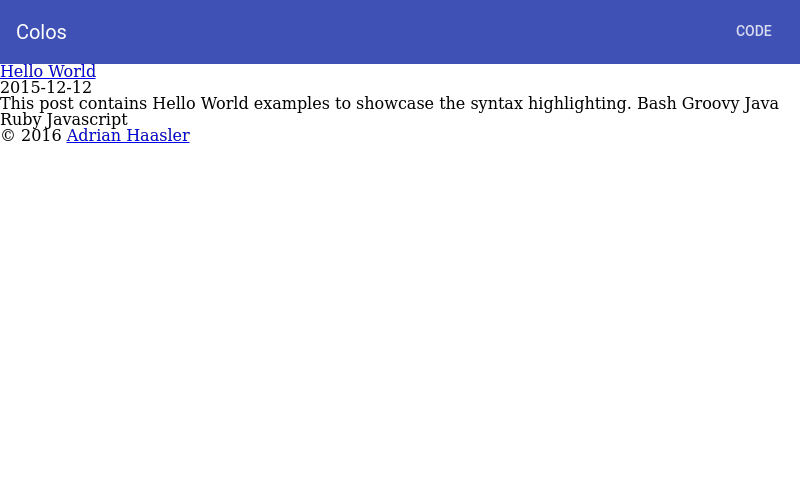 Colos
CODE
Hello World
2015-12-12
This post contains Hello World examples to showcase the syntax highlighting. Bash Groovy Java
Ruby Javascript
© 2016 Adrian Haasler